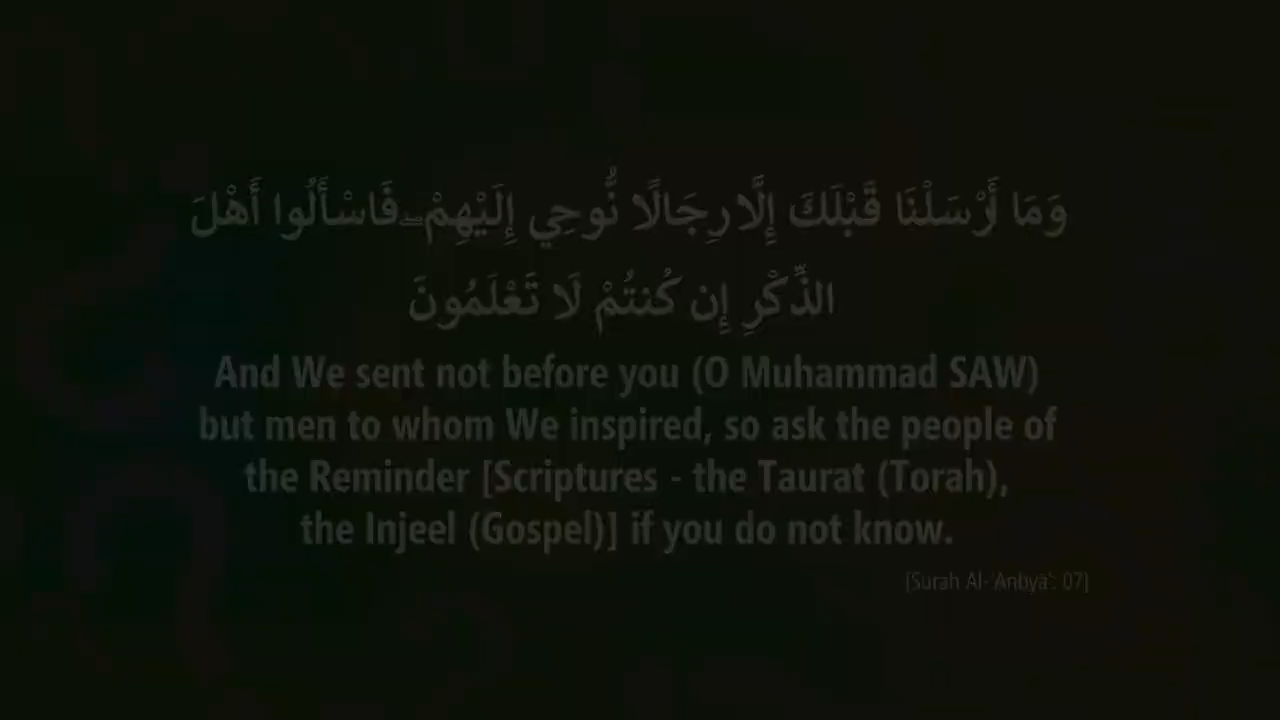 وَمَا أَرْسَلْنَا قَبْلَكَ إِلَّا رِجَالًا نُّوحِي إِلَيْهِمْ ۖ فَاسْأَلُوا أَهْلَ
الذِّكْرِ إِن كُنتُمْ لَا تَعْلَمُونَ
And We sent not before you (O Muhammad SAW)
but men to whom We inspired, so ask the people of
the Reminder [Scriptures - the Taurat (Torah),
the Injeel (Gospel)] if you do not know.
[Surah Al-'Anbya': 07]